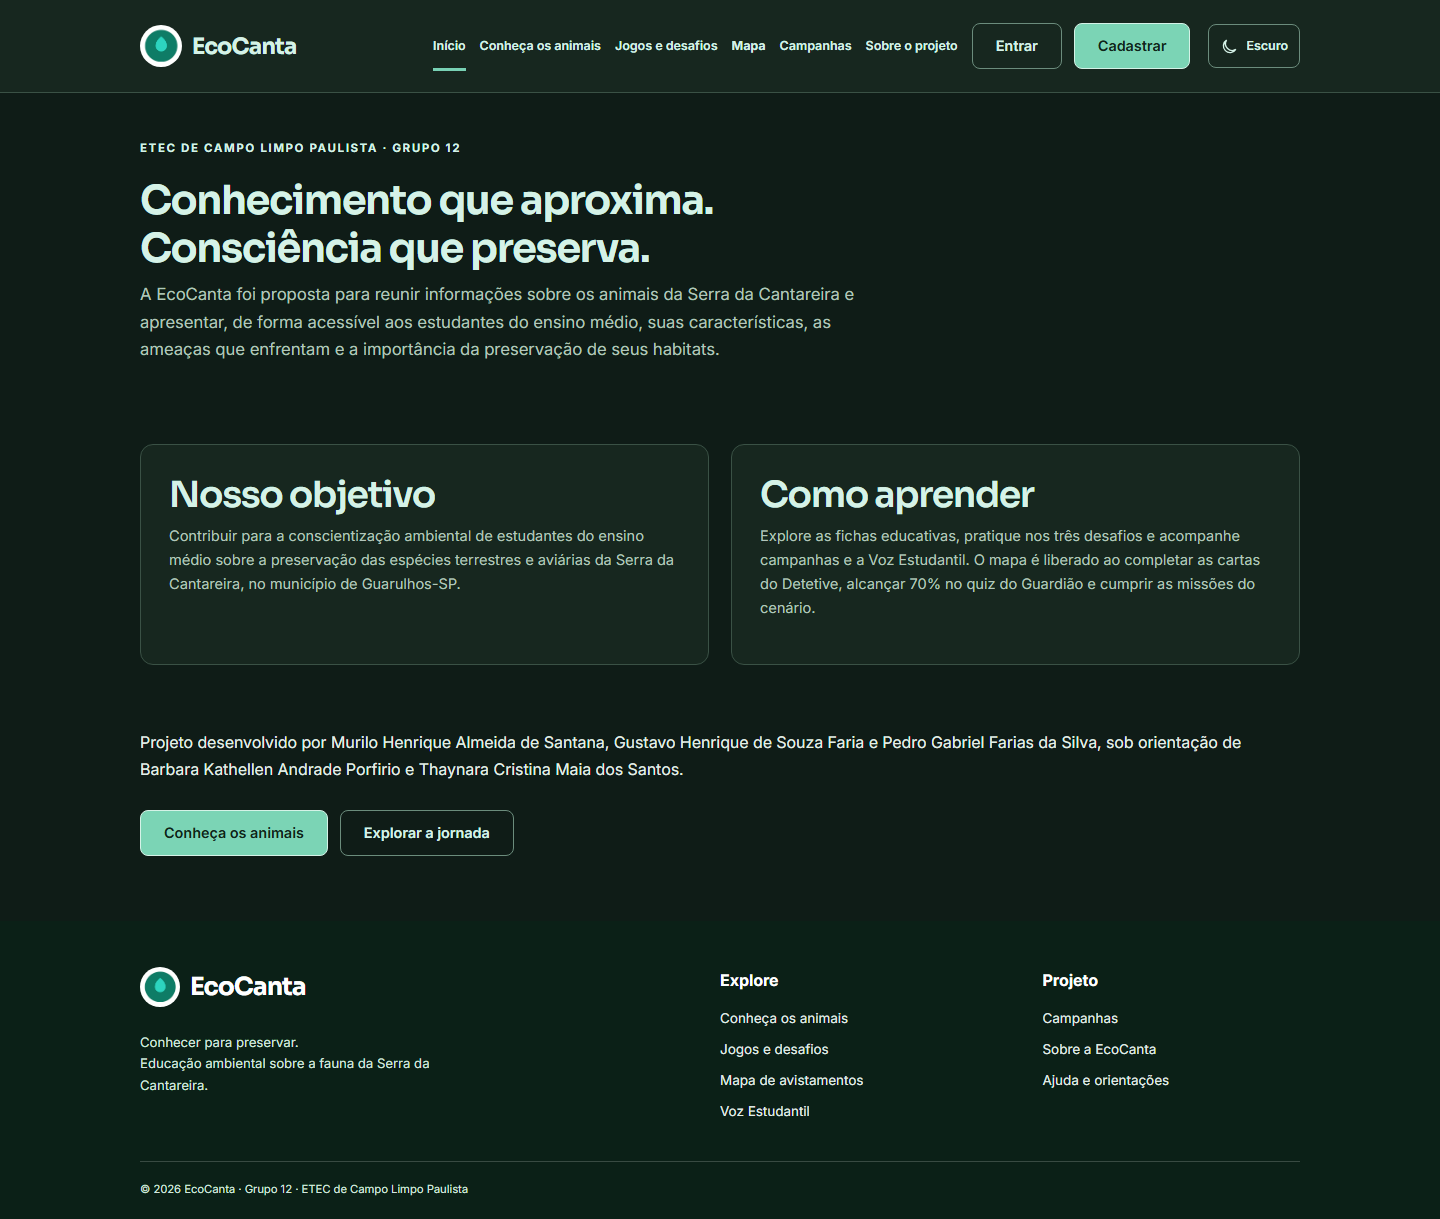 EcoCanta
Início Conheça os animais Jogos e desafios Mapa Campanhas Sobre o projeto Entrar Cadastrar Escuro
ETEC DE CAMPO LIMPO PAULISTA · GRUPO 12
Conhecimento que aproxima.
Consciência que preserva.
A EcoCanta foi proposta para reunir informações sobre os animais da Serra da Cantareira e
apresentar, de forma acessível aos estudantes do ensino médio, suas características, as
ameaças que enfrentam e a importância da preservação de seus habitats.
Nosso objetivo
Contribuir para a conscientização ambiental de estudantes do ensino
médio sobre a preservação das espécies terrestres e aviárias da Serra da
Cantareira, no município de Guarulhos-SP.
Como aprender
Explore as fichas educativas, pratique nos três desafios e acompanhe
campanhas e a Voz Estudantil. O mapa é liberado ao completar as cartas
do Detetive, alcançar 70% no quiz do Guardião e cumprir as missões do
cenário.
Projeto desenvolvido por Murilo Henrique Almeida de Santana, Gustavo Henrique de Souza Faria e Pedro Gabriel Farias da Silva, sob orientação de
Barbara Kathellen Andrade Porfirio e Thaynara Cristina Maia dos Santos.
Conheça os animais Explorar a jornada
EcoCanta
Conhecer para preservar.
Educação ambiental sobre a fauna da Serra da
Cantareira.
Explore
Conheça os animais
Jogos e desafios
Mapa de avistamentos
Voz Estudantil
Projeto
Campanhas
Sobre a EcoCanta
Ajuda e orientações
© 2026 EcoCanta · Grupo 12 · ETEC de Campo Limpo Paulista